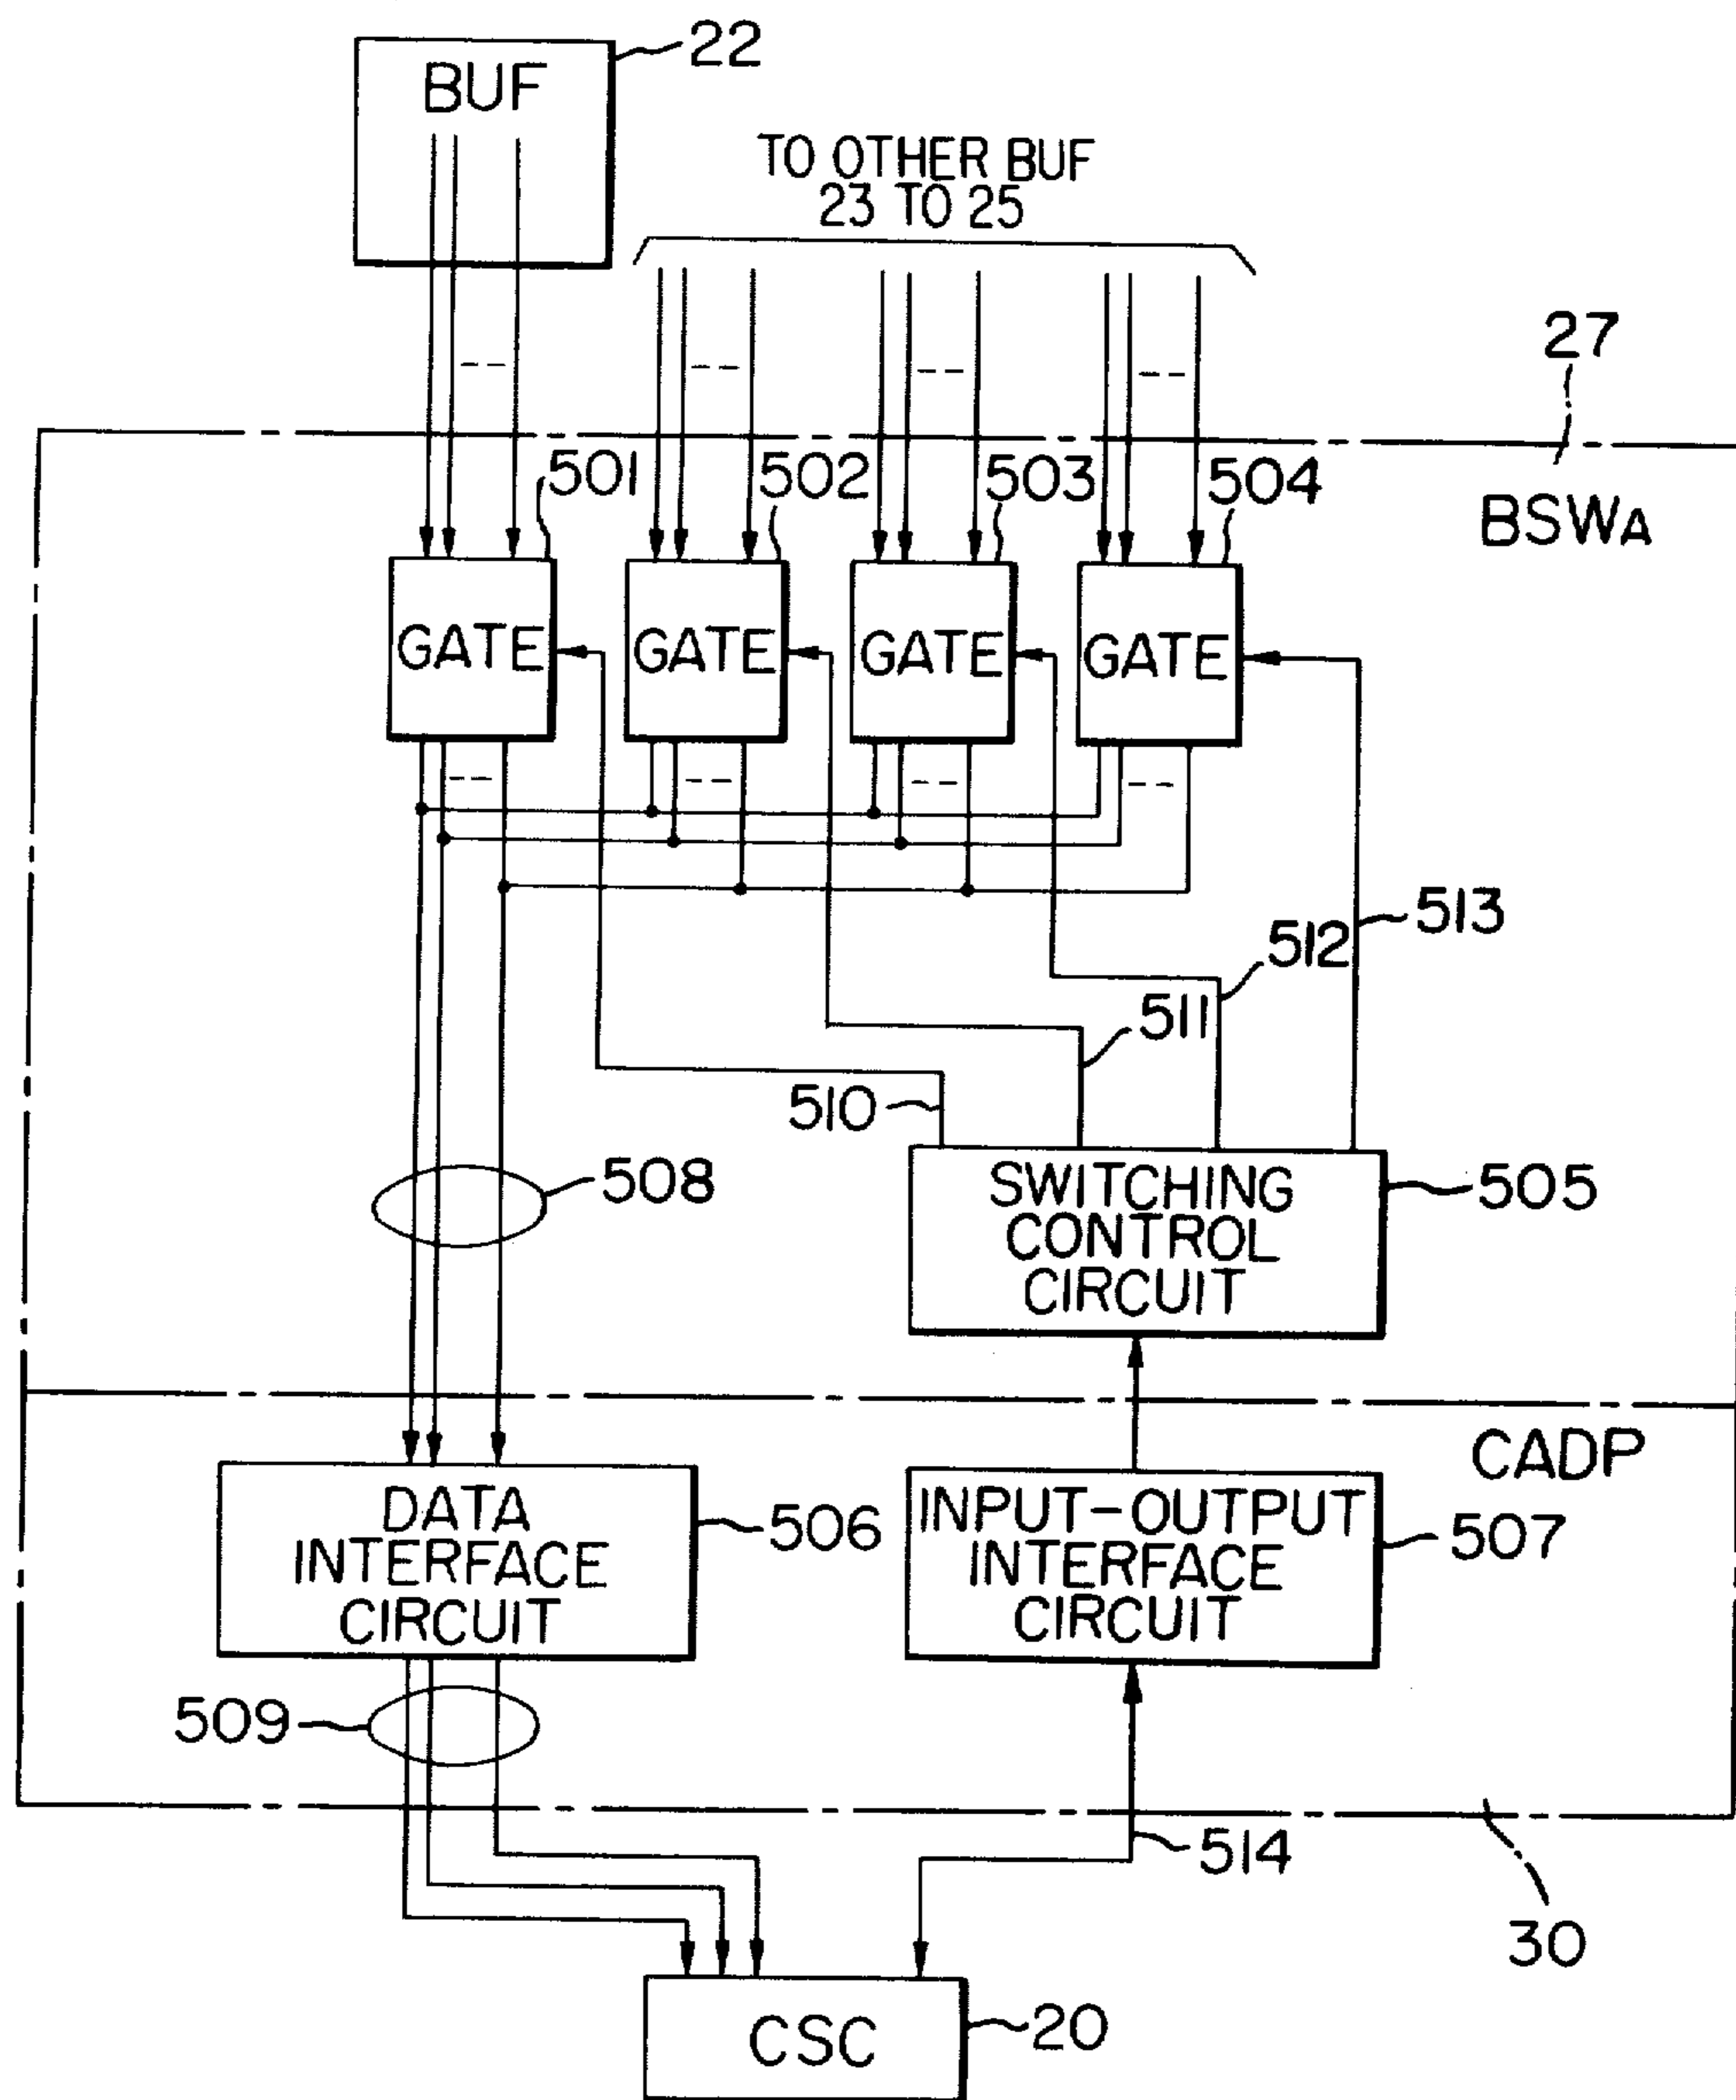 22
BUF
TO OTHER BUF
23 TO 25
27
501
502
503
504
BSWA
GATE
GATE
GATE
GATE
513
512
511
510
508
SWITCHING
CONTROL
CIRCUIT
505
CADP
DATA
INTERFACE
CIRCUIT
506
INPUT-OUTPUT
INTERFACE
CIRCUIT
507
509
514
30
CSC
20